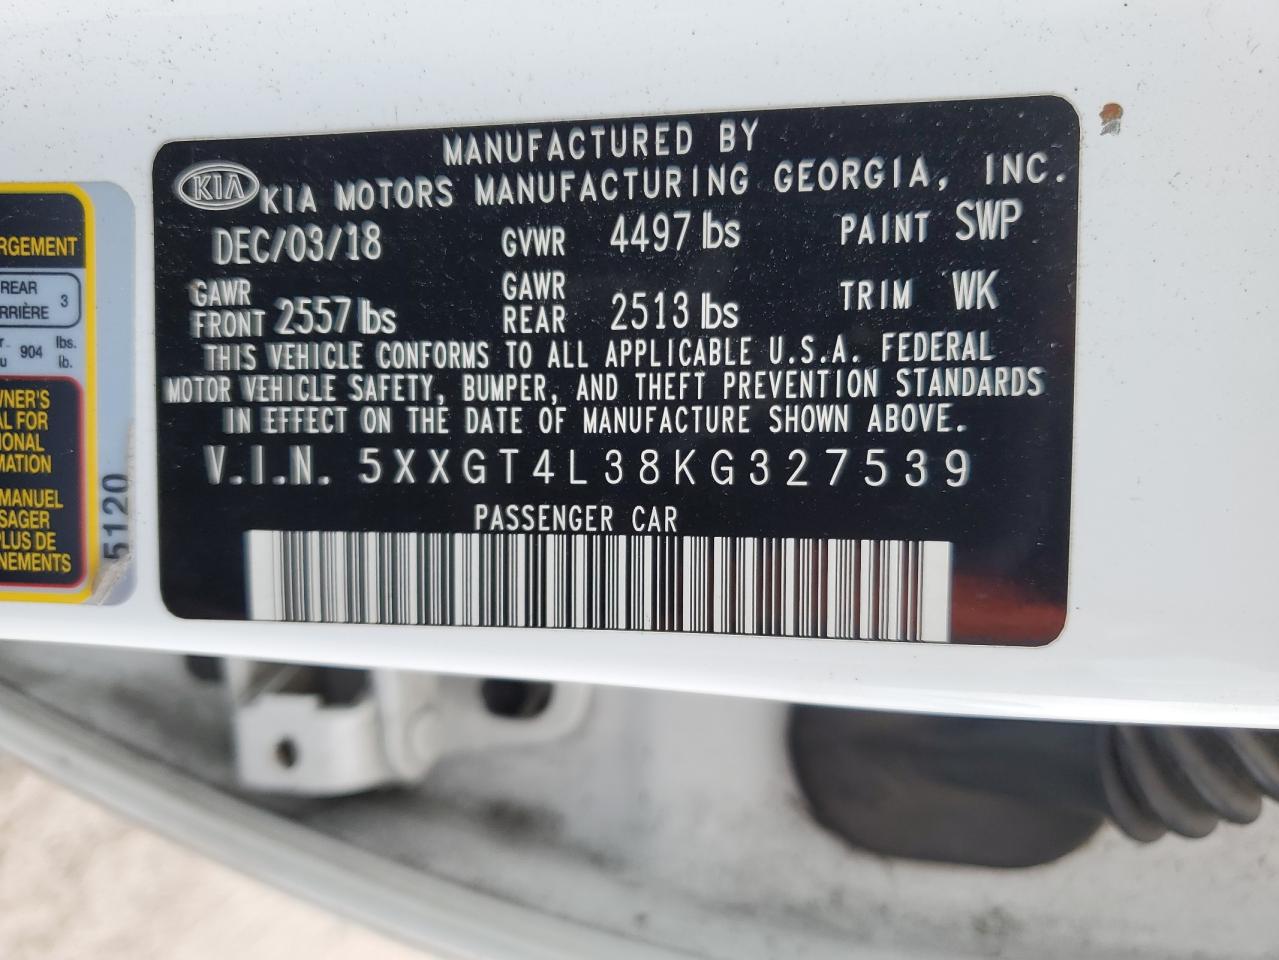 MANUFACTURED BY
KIA KIA MOTORS MANUFACTURING GEORGIA, INC.
DEC/03/18 GVWR 4497 lbs PAINT SWP
GAWR FRONT 2557 lbs GAWR REAR 2513 lbs TRIM WK
THIS VEHICLE CONFORMS TO ALL APPLICABLE U.S.A. FEDERAL
MOTOR VEHICLE SAFETY, BUMPER, AND THEFT PREVENTION STANDARDS
IN EFFECT ON THE DATE OF MANUFACTURE SHOWN ABOVE.
V.I.N. 5XXGT4L38KG327539
PASSENGER CAR
RGEMENT
REAR
RRIÈRE 3
r. 904 lbs.
u lb.
WNER'S
AL FOR
IONAL
MATION
MANUEL
SAGER
PLUS DE
NEMENTS
5120